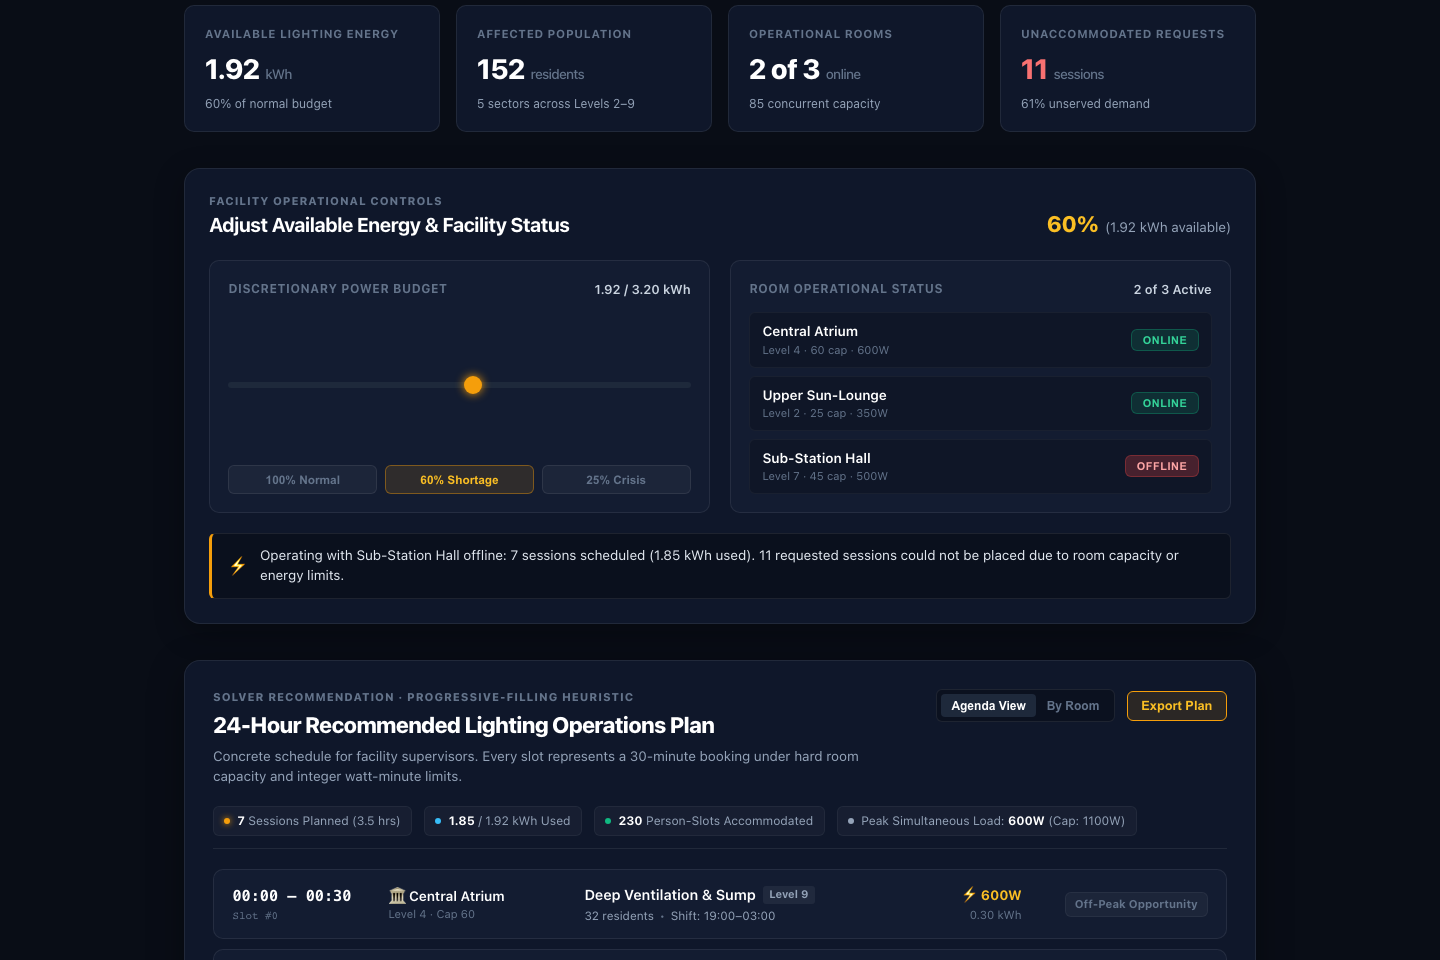 AVAILABLE LIGHTING ENERGY
1.92 kWh
60% of normal budget
AFFECTED POPULATION
152 residents
5 sectors across Levels 2–9
OPERATIONAL ROOMS
2 of 3 online
85 concurrent capacity
UNACCOMMODATED REQUESTS
11 sessions
61% unserved demand
FACILITY OPERATIONAL CONTROLS
Adjust Available Energy & Facility Status
60% (1.92 kWh available)
DISCRETIONARY POWER BUDGET
1.92 / 3.20 kWh
100% Normal
60% Shortage
25% Crisis
ROOM OPERATIONAL STATUS
2 of 3 Active
Central Atrium
Level 4 · 60 cap · 600W
ONLINE
Upper Sun-Lounge
Level 2 · 25 cap · 350W
ONLINE
Sub-Station Hall
Level 7 · 45 cap · 500W
OFFLINE
⚡ Operating with Sub-Station Hall offline: 7 sessions scheduled (1.85 kWh used). 11 requested sessions could not be placed due to room capacity or
energy limits.
SOLVER RECOMMENDATION · PROGRESSIVE-FILLING HEURISTIC
24-Hour Recommended Lighting Operations Plan
Concrete schedule for facility supervisors. Every slot represents a 30-minute booking under hard room
capacity and integer watt-minute limits.
Agenda View
By Room
Export Plan
7 Sessions Planned (3.5 hrs)
1.85 / 1.92 kWh Used
230 Person-Slots Accommodated
Peak Simultaneous Load: 600W (Cap: 1100W)
00:00 – 00:30
Slot #0
🏛️ Central Atrium
Level 4 · Cap 60
Deep Ventilation & Sump Level 9
32 residents • Shift: 19:00–03:00
⚡ 600W
0.30 kWh
Off-Peak Opportunity